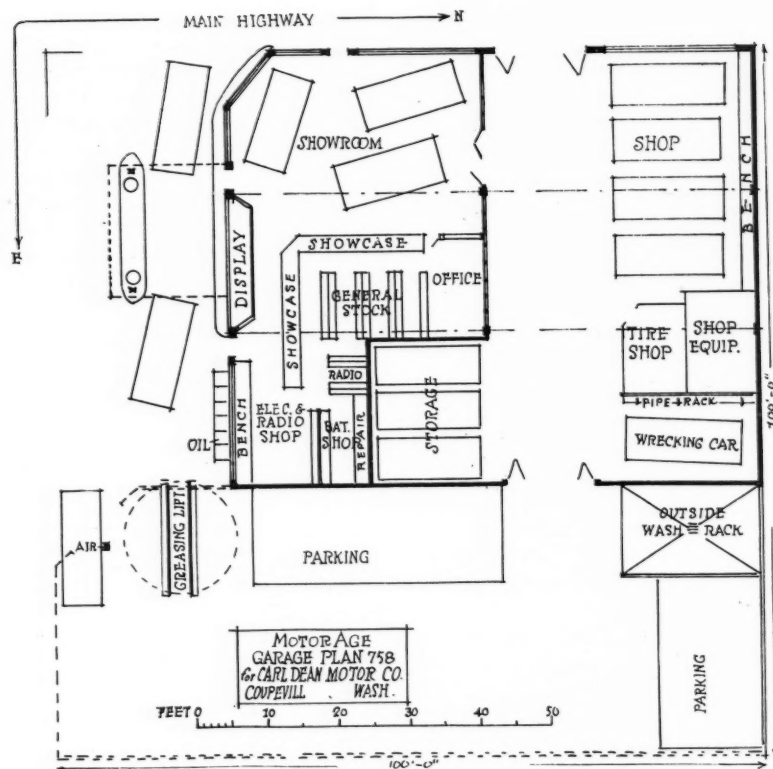 MAIN HIGHWAY
N
E
SHOWROOM
SHOP
BENCH
DISPLAY
SHOWCASE
SHOWCASE
OFFICE
GENERAL
STOCK
TIRE
SHOP
SHOP
EQUIP.
RADIO
PIPE RACK
ELEC. &
RADIO
SHOP
BENCH
BAT.
SHOP
REPAIR
STORAGE
WRECKING CAR
OIL
AIR
GREASING LIFT
PARKING
OUTSIDE
WASH RACK
PARKING
MOTOR AGE
GARAGE PLAN 758
for CARL DEAN MOTOR CO.
COUPEVILL WASH.
FEET 0 10 20 30 40 50
100'-0"
100'-0"